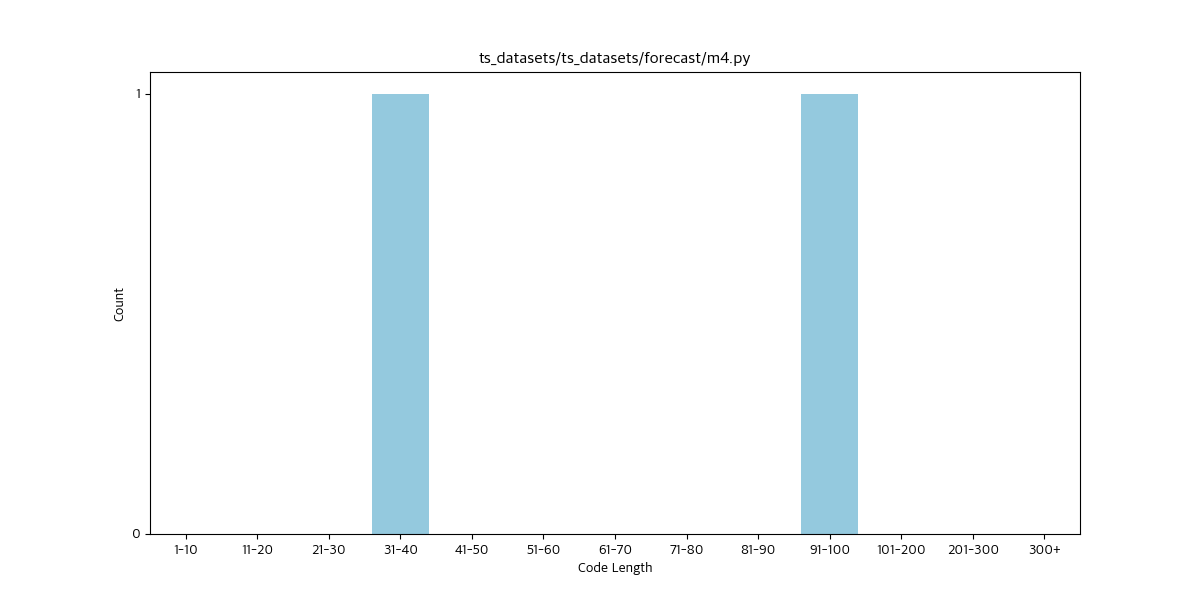 ts_datasets/ts_datasets/forecast/m4.py
1
Count
0
1-10 11-20 21-30 31-40 41-50 51-60 61-70 71-80 81-90 91-100 101-200 201-300 300+
Code Length